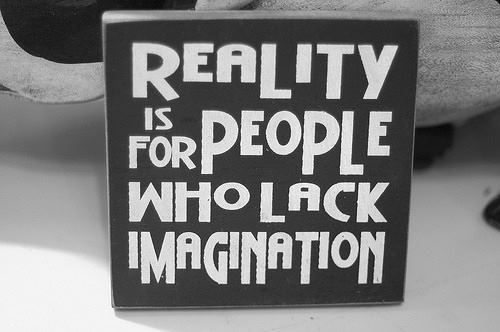 REALITY
IS
FOR PEOPLE
WHO LACK
IMAGINATION